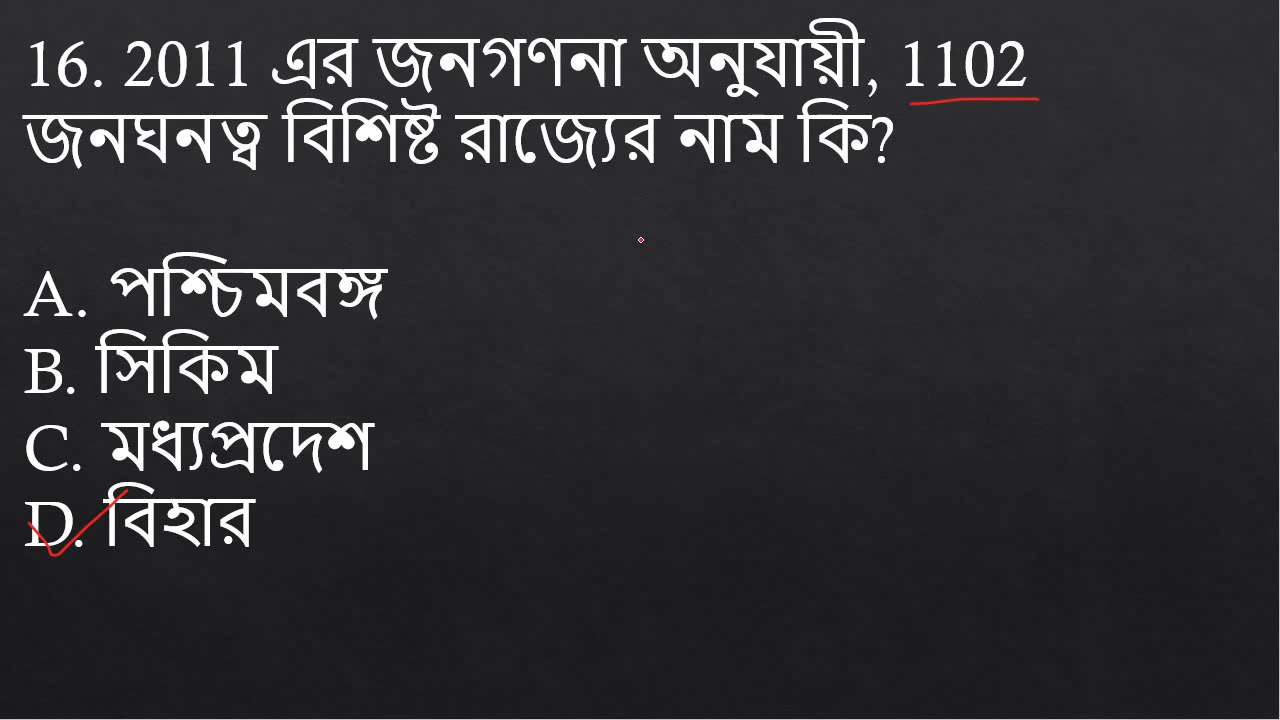 16. 2011 এর জনগণনা অনুযায়ী, 1102
জনঘনত্ব বিশিষ্ট রাজ্যের নাম কি?
A. পশ্চিমবঙ্গ
B. সিকিম
C. মধ্যপ্রদেশ
D. বিহার